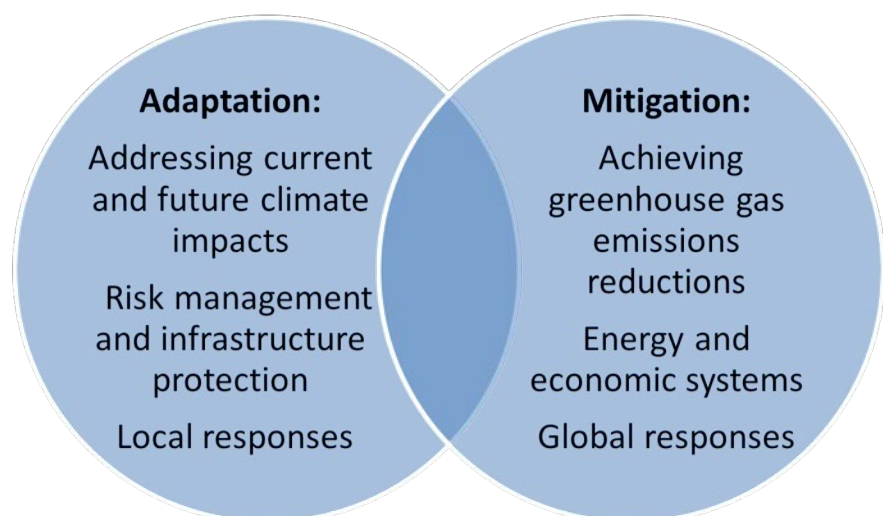 Adaptation:
Addressing current
and future climate
impacts
Risk management
and infrastructure
protection
Local responses
Mitigation:
Achieving
greenhouse gas
emissions
reductions
Energy and
economic systems
Global responses